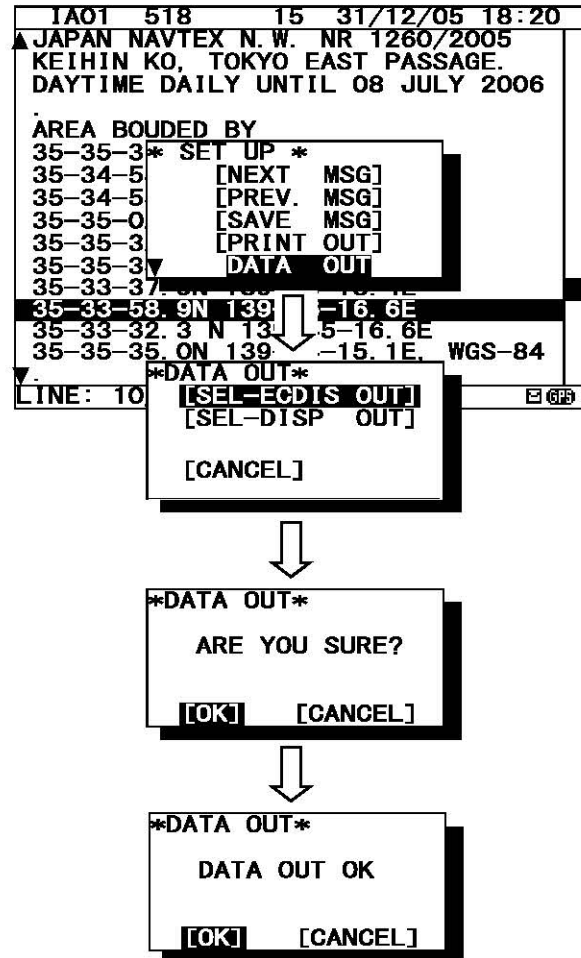 IA01 518 15 31/12/05 18:20
JAPAN NAVTEX N.W. NR 1260/2005
KEIHIN KO, TOKYO EAST PASSAGE.
DAYTIME DAILY UNTIL 08 JULY 2006
.
AREA BOUDED BY
35-35-3 * SET UP *
35-34-5 [NEXT MSG]
35-34-5 [PREV. MSG]
35-35-0 [SAVE MSG]
35-35-3 [PRINT OUT]
35-35-3 DATA OUT
35-33-37.
35-33-58.9N 139 -16.6E
35-33-32.3 N 13 5-16.6E
35-35-35.0N 139 -15.1E, WGS-84
.
*DATA OUT*
LINE: 10 [SEL-ECDIS OUT] GPS
[SEL-DISP OUT]
[CANCEL]
*DATA OUT*
ARE YOU SURE?
[OK] [CANCEL]
*DATA OUT*
DATA OUT OK
[OK] [CANCEL]